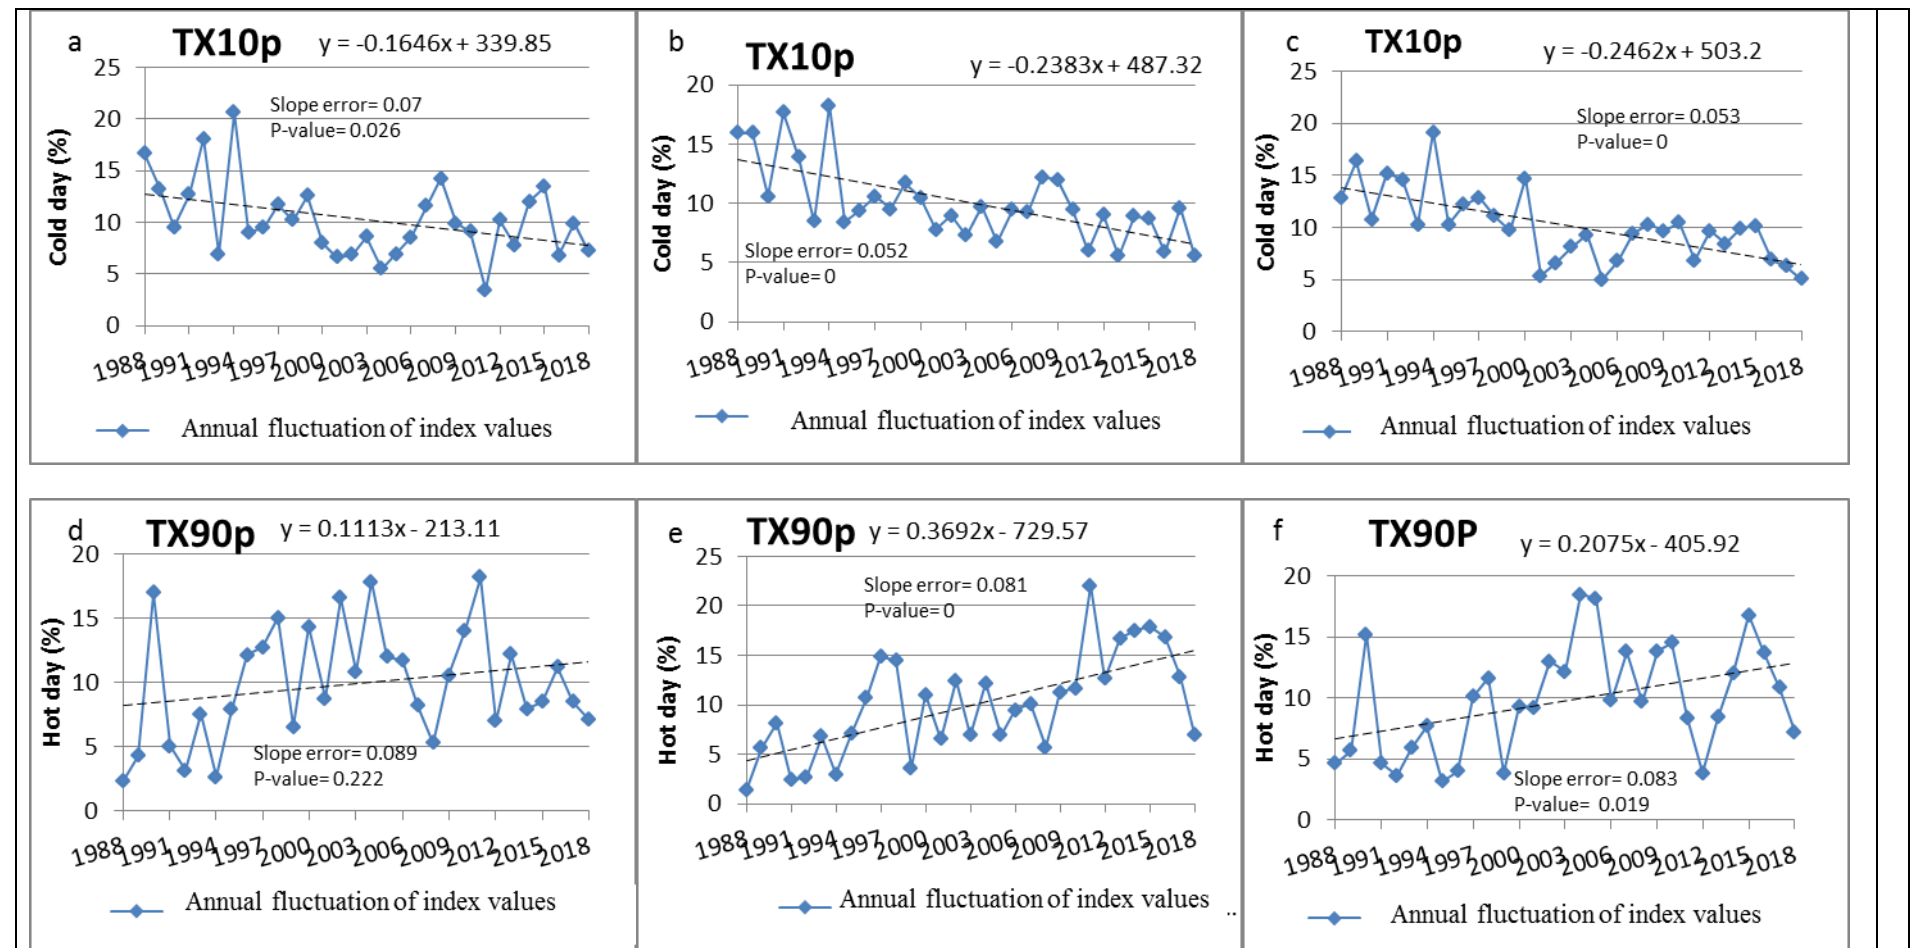 a TX10p y = -0.1646x + 339.85
25
20
15
10
5
0
Cold day (%)
Slope error= 0.07
P-value= 0.026
1988 1991 1994 1997 2000 2003 2006 2009 2012 2015 2018
Annual fluctuation of index values
b TX10p
y = -0.2383x + 487.32
20
15
10
5
0
Cold day (%)
Slope error= 0.052
P-value= 0
1988 1991 1994 1997 2000 2003 2006 2009 2012 2015 2018
Annual fluctuation of index values
c TX10p
y = -0.2462x + 503.2
25
20
15
10
5
0
Cold day (%)
Slope error= 0.053
P-value= 0
1988 1991 1994 1997 2000 2003 2006 2009 2012 2015 2018
Annual fluctuation of index values
d TX90p y = 0.1113x - 213.11
20
15
10
5
0
Hot day (%)
Slope error= 0.089
P-value= 0.222
1988 1991 1994 1997 2000 2003 2006 2009 2012 2015 2018
Annual fluctuation of index values
e TX90p y = 0.3692x - 729.57
25
20
15
10
5
0
Hot day (%)
Slope error= 0.081
P-value= 0
1988 1991 1994 1997 2000 2003 2006 2009 2012 2015 2018
Annual fluctuation of index values ..
f TX90P
y = 0.2075x - 405.92
20
15
10
5
0
Hot day (%)
Slope error= 0.083
P-value= 0.019
1988 1991 1994 1997 2000 2003 2006 2009 2012 2015 2018
Annual fluctuation of index values